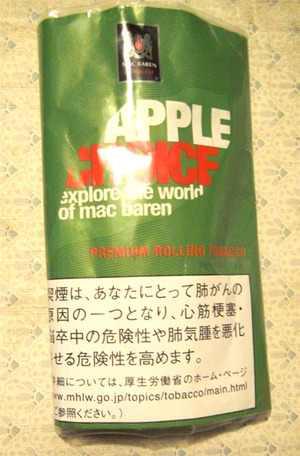 MAC BAREN
TOBACCO
APPLE
CHOICE
explore the world
of mac baren
PREMIUM ROLLING TOBACCO
喫煙は、あなたにとって肺がんの
原因の一つとなり、心筋梗塞・
脳卒中の危険性や肺気腫を悪化
させる危険性を高めます。
詳細については、厚生労働省のホーム・ページ
www.mhlw.go.jp/topics/tobacco/main.html
をご参照ください。)